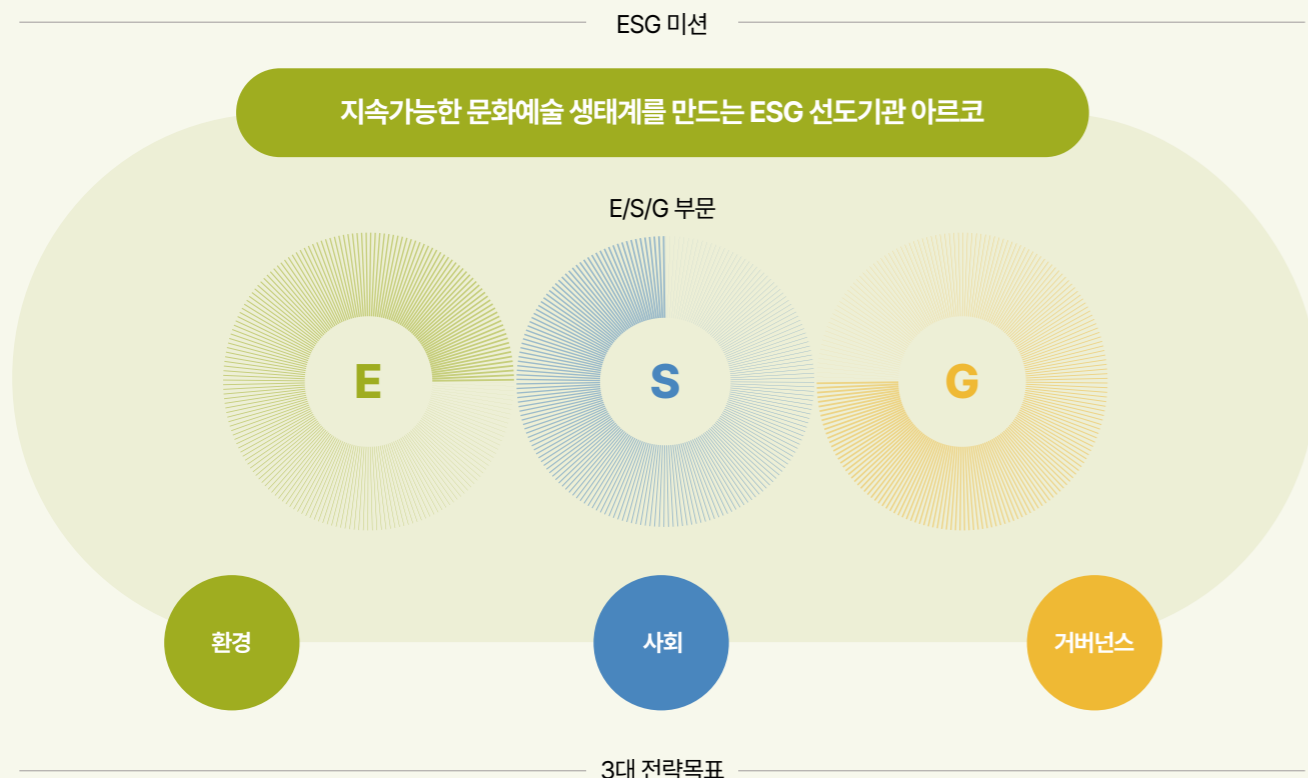 ESG 미션
지속가능한 문화예술 생태계를 만드는 ESG 선도기관 아르코
E/S/G 부문
E
S
G
환경
사회
거버넌스
3대 전략목표